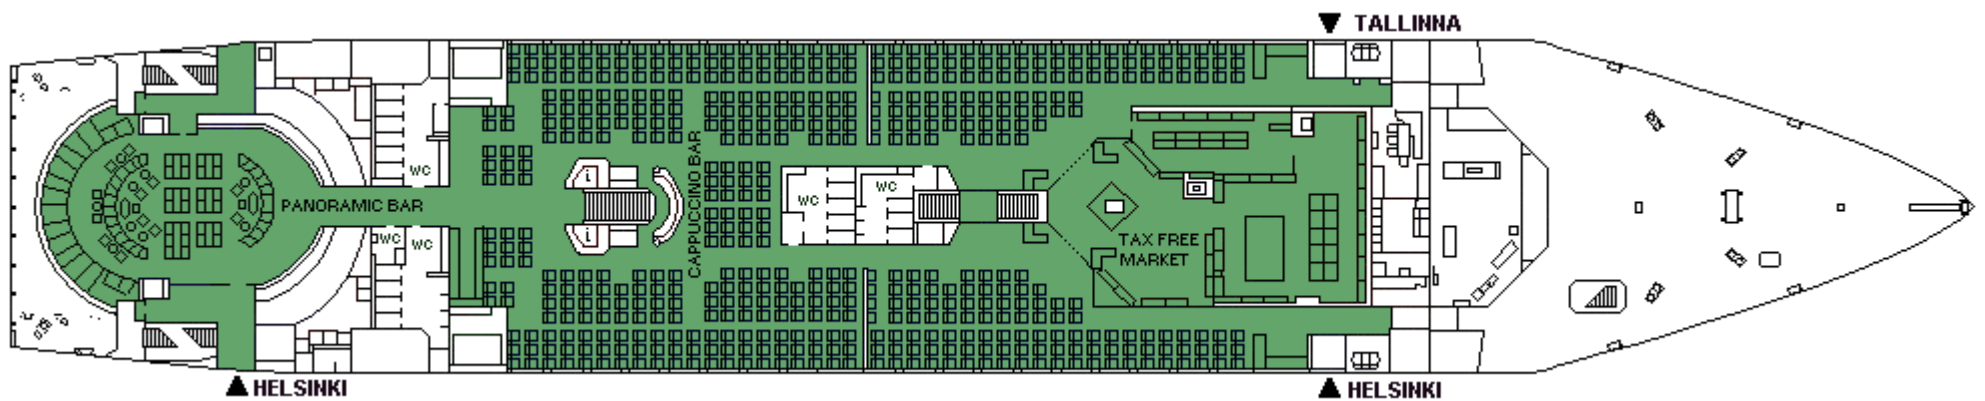 TALLINNA
WC
PANORAMIC BAR
WC
WC
i
i
CAPPUCCINO BAR
WC
WC
TAX FREE
MARKET
HELSINKI
HELSINKI